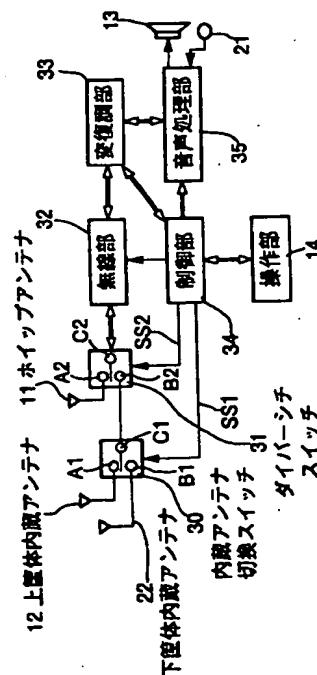 11 ホイップアンテナ
12 上筐体内蔵アンテナ
22
下筐体内蔵アンテナ
A1
B1
C1
30
内蔵アンテナ
切換スイッチ
A2
B2
C2
31
ダイバーシチ
スイッチ
SS1
SS2
32
無線部
33
変復調部
34
制御部
35
音声処理部
13
21
14
操作部